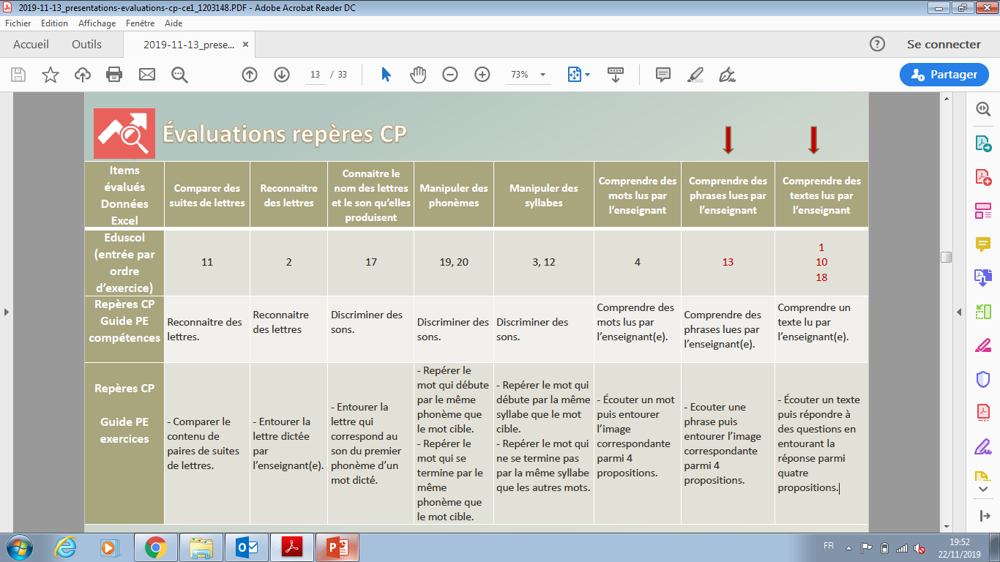 2019-11-13_presentations-evaluations-cp-ce1_1203148.PDF - Adobe Acrobat Reader DC
Fichier Edition Affichage Fenêtre Aide
Accueil Outils 2019-11-13_prese... ×
? Se connecter
13 / 33 73% Partager
Évaluations repères CP
Items
évalués
Données
Excel
Comparer des
suites de lettres
Reconnaitre
des lettres
Connaitre le
nom des lettres
et le son qu'elles
produisent
Manipuler des
phonèmes
Manipuler des
syllabes
Comprendre des
mots lus par
l'enseignant
Comprendre des
phrases lues par
l'enseignant
Comprendre des
textes lus par
l'enseignant
Eduscol
(entrée par
ordre
d'exercice)
11
2
17
19, 20
3, 12
4
13
1
10
18
Repères CP
Guide PE
compétences
Reconnaitre des
lettres.
Reconnaitre
des lettres
Discriminer des
sons.
Discriminer des
sons.
Discriminer des
sons.
Comprendre des
mots lus par
l'enseignant(e).
Comprendre des
phrases lues par
l'enseignant(e).
Comprendre un
texte lu par
l'enseignant(e).
Repères CP
Guide PE
exercices
- Comparer le
contenu de
paires de suites
de lettres.
- Entourer la
lettre dictée
par
l'enseignant(e).
- Entourer la
lettre qui
correspond au
son du premier
phonème d'un
mot dicté.
- Repérer le
mot qui débute
par le même
phonème que
le mot cible.
- Repérer le
mot qui se
termine par le
même
phonème que
le mot cible.
- Repérer le mot qui
débute par la même
syllabe que le mot
cible.
- Repérer le mot qui
ne se termine pas
par la même syllabe
que les autres mots.
- Écouter un mot
puis entourer
l'image
correspondante
parmi 4
propositions.
- Ecouter une
phrase puis
entourer l'image
correspondante
parmi 4
propositions.
- Écouter un texte
puis répondre à
des questions en
entourant la
réponse parmi
quatre
propositions.
FR
19:52
22/11/2019